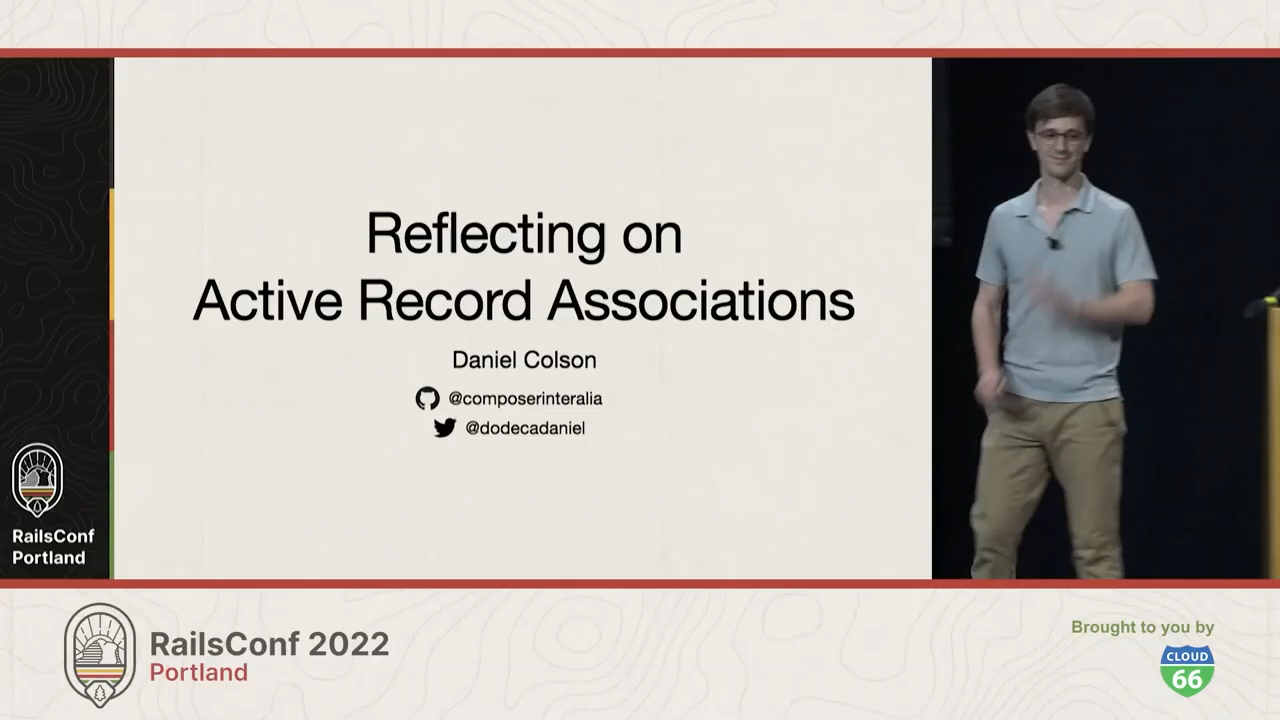 Reflecting on
Active Record Associations
Daniel Colson
@composerinteralia
@dodecadaniel
RailsConf
Portland
RailsConf 2022
Portland
Brought to you by
CLOUD
66